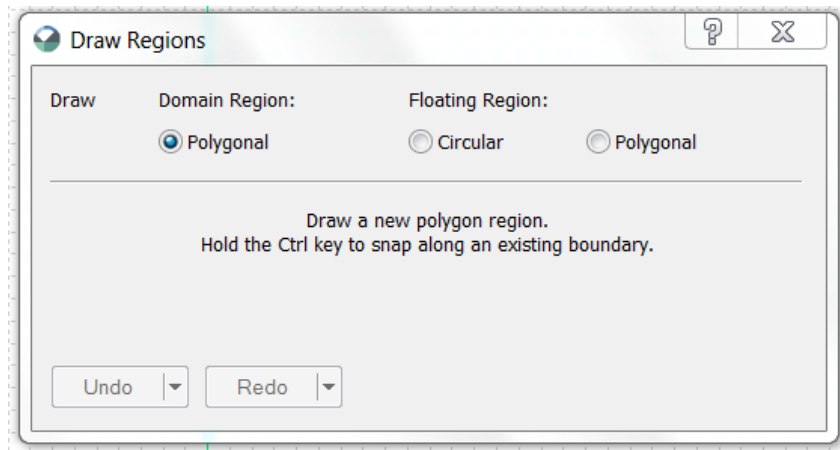 Draw Regions
Draw Domain Region: Floating Region:
Polygonal Circular Polygonal
Draw a new polygon region.
Hold the Ctrl key to snap along an existing boundary.
Undo Redo